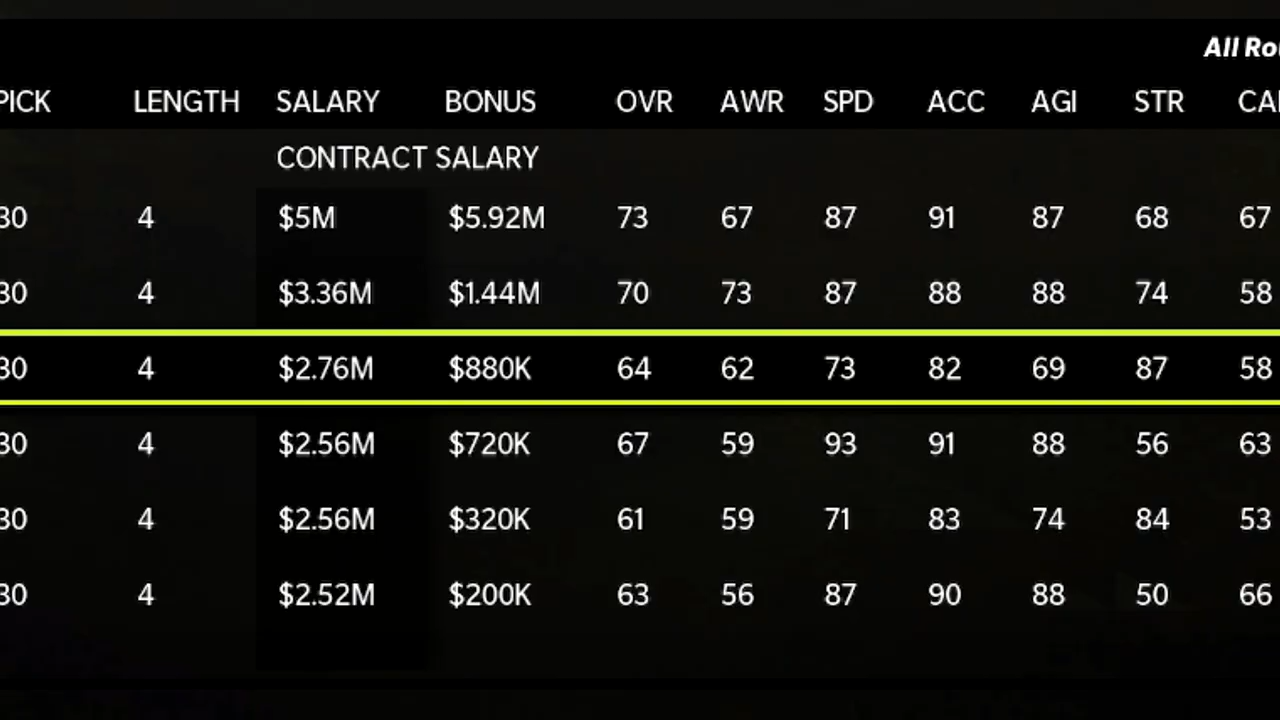 All Rou
PICK LENGTH SALARY BONUS OVR AWR SPD ACC AGI STR CAR
CONTRACT SALARY
30 4 $5M $5.92M 73 67 87 91 87 68 67
30 4 $3.36M $1.44M 70 73 87 88 88 74 58
30 4 $2.76M $880K 64 62 73 82 69 87 58
30 4 $2.56M $720K 67 59 93 91 88 56 63
30 4 $2.56M $320K 61 59 71 83 74 84 53
30 4 $2.52M $200K 63 56 87 90 88 50 66